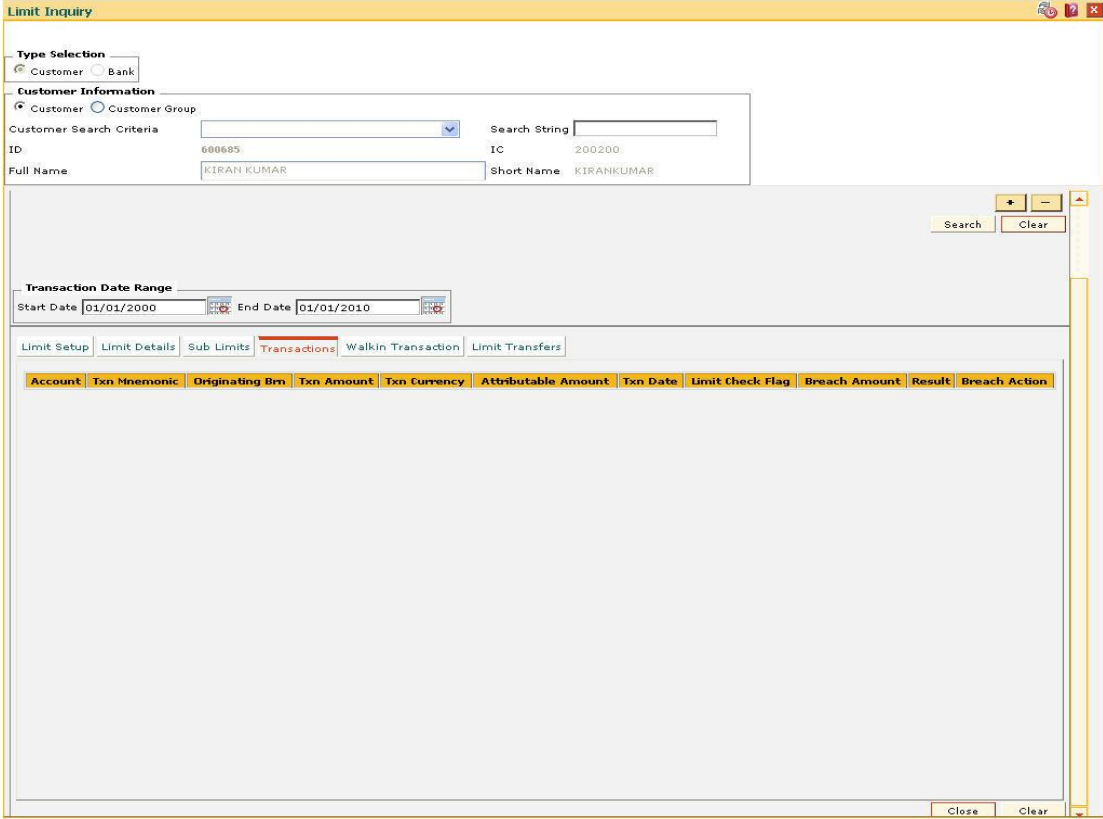 Limit Inquiry
Type Selection
Customer Bank
Customer Information
Customer Customer Group
Customer Search Criteria Search String
ID 600685 IC 200200
Full Name KIRAN KUMAR Short Name KIRANKUMAR
+ -
Search Clear
Transaction Date Range
Start Date 01/01/2000 End Date 01/01/2010
Limit Setup Limit Details Sub Limits Transactions Walkin Transaction Limit Transfers
Account Txn Mnemonic Originating Brn Txn Amount Txn Currency Attributable Amount Txn Date Limit Check Flag Breach Amount Result Breach Action
Close Clear